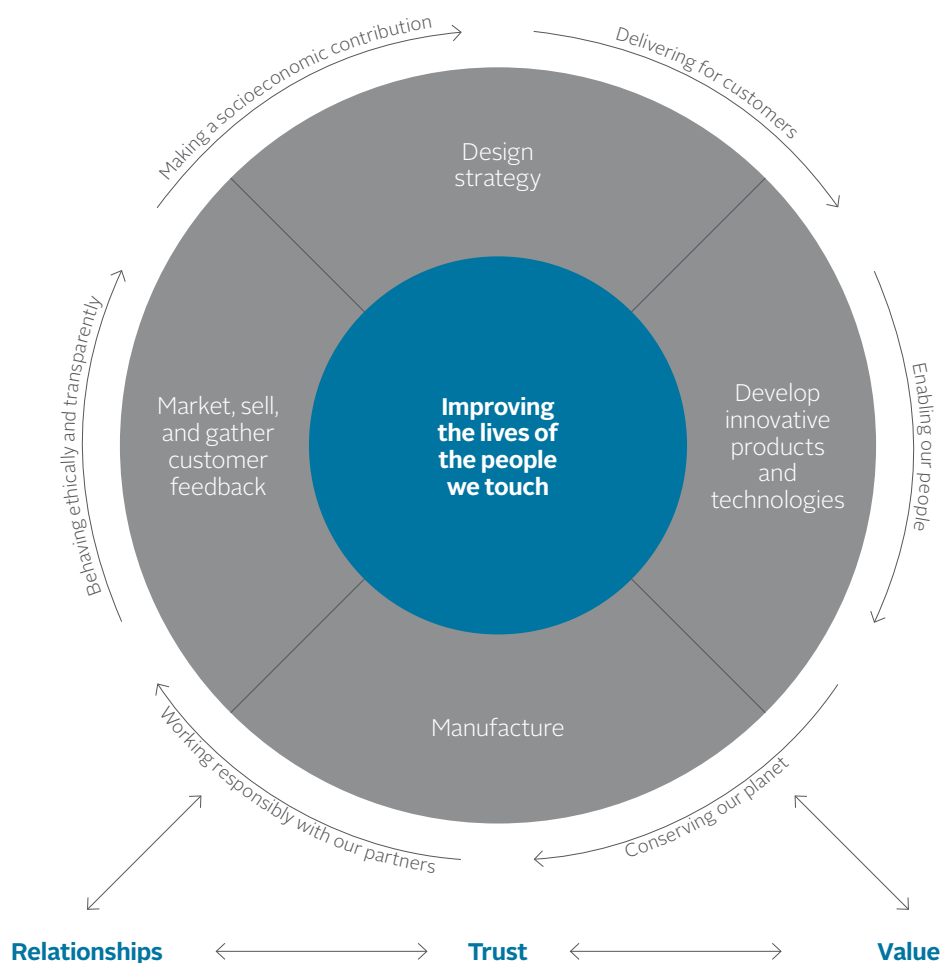 Making a socioeconomic contribution
Delivering for customers
Design
strategy
Behaving ethically and transparently
Market, sell,
and gather
customer
feedback
Improving
the lives of
the people
we touch
Develop
innovative
products
and
technologies
Enabling our people
Manufacture
Working responsibly with our partners
Conserving our planet
Relationships
Trust
Value